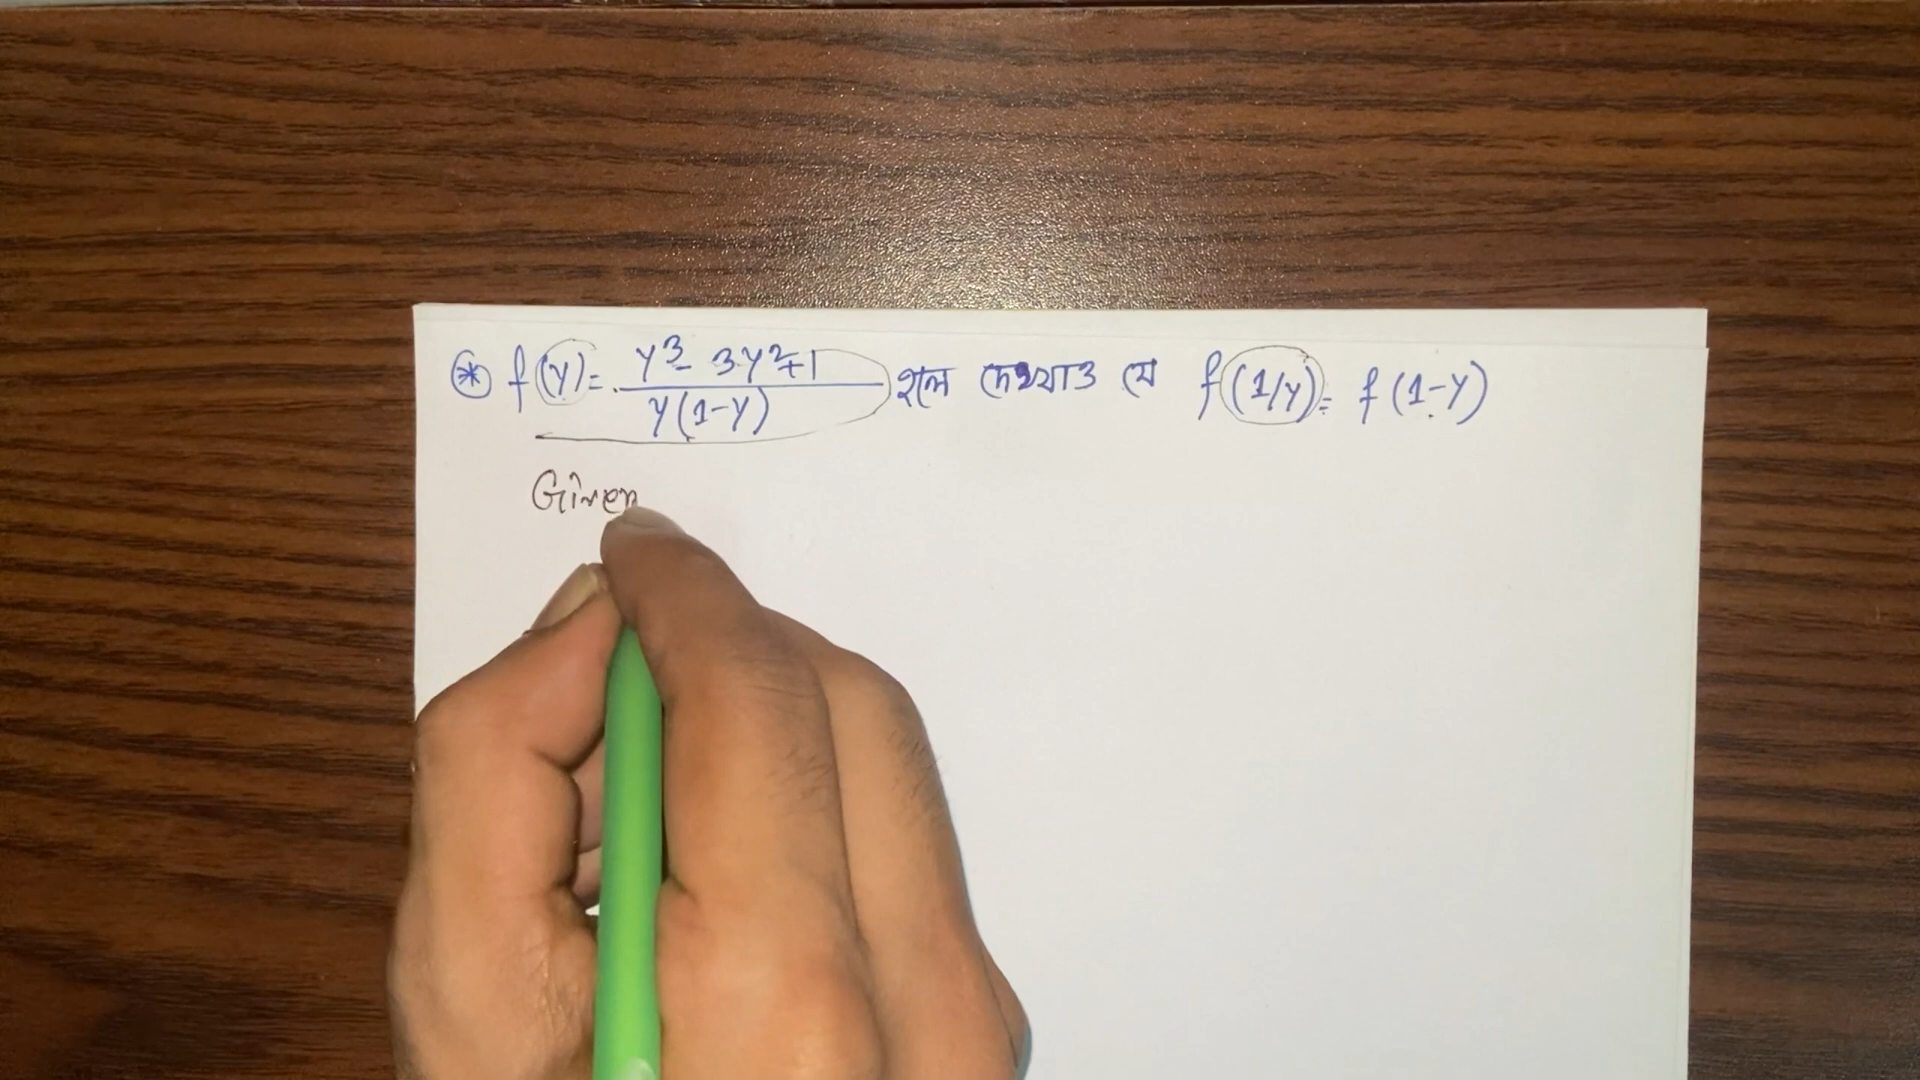 * f(y) = y³ - 3y² + 1 / y(1-y) হলে দেখাও যে f(1/y) = f(1-y)
Given